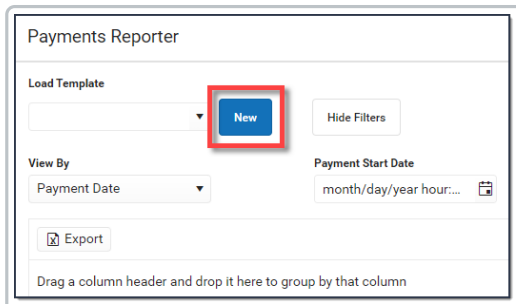 Payments Reporter
Load Template
New
Hide Filters
View By
Payment Start Date
Payment Date
month/day/year hour:...
Export
Drag a column header and drop it here to group by that column